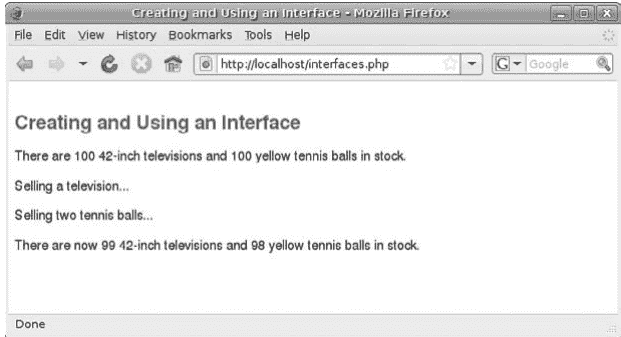 Creating and Using an Interface - Mozilla Firefox
File Edit View History Bookmarks Tools Help
http://localhost/interfaces.php G Google
Creating and Using an Interface
There are 100 42-inch televisions and 100 yellow tennis balls in stock.
Selling a television...
Selling two tennis balls...
There are now 99 42-inch televisions and 98 yellow tennis balls in stock.
Done